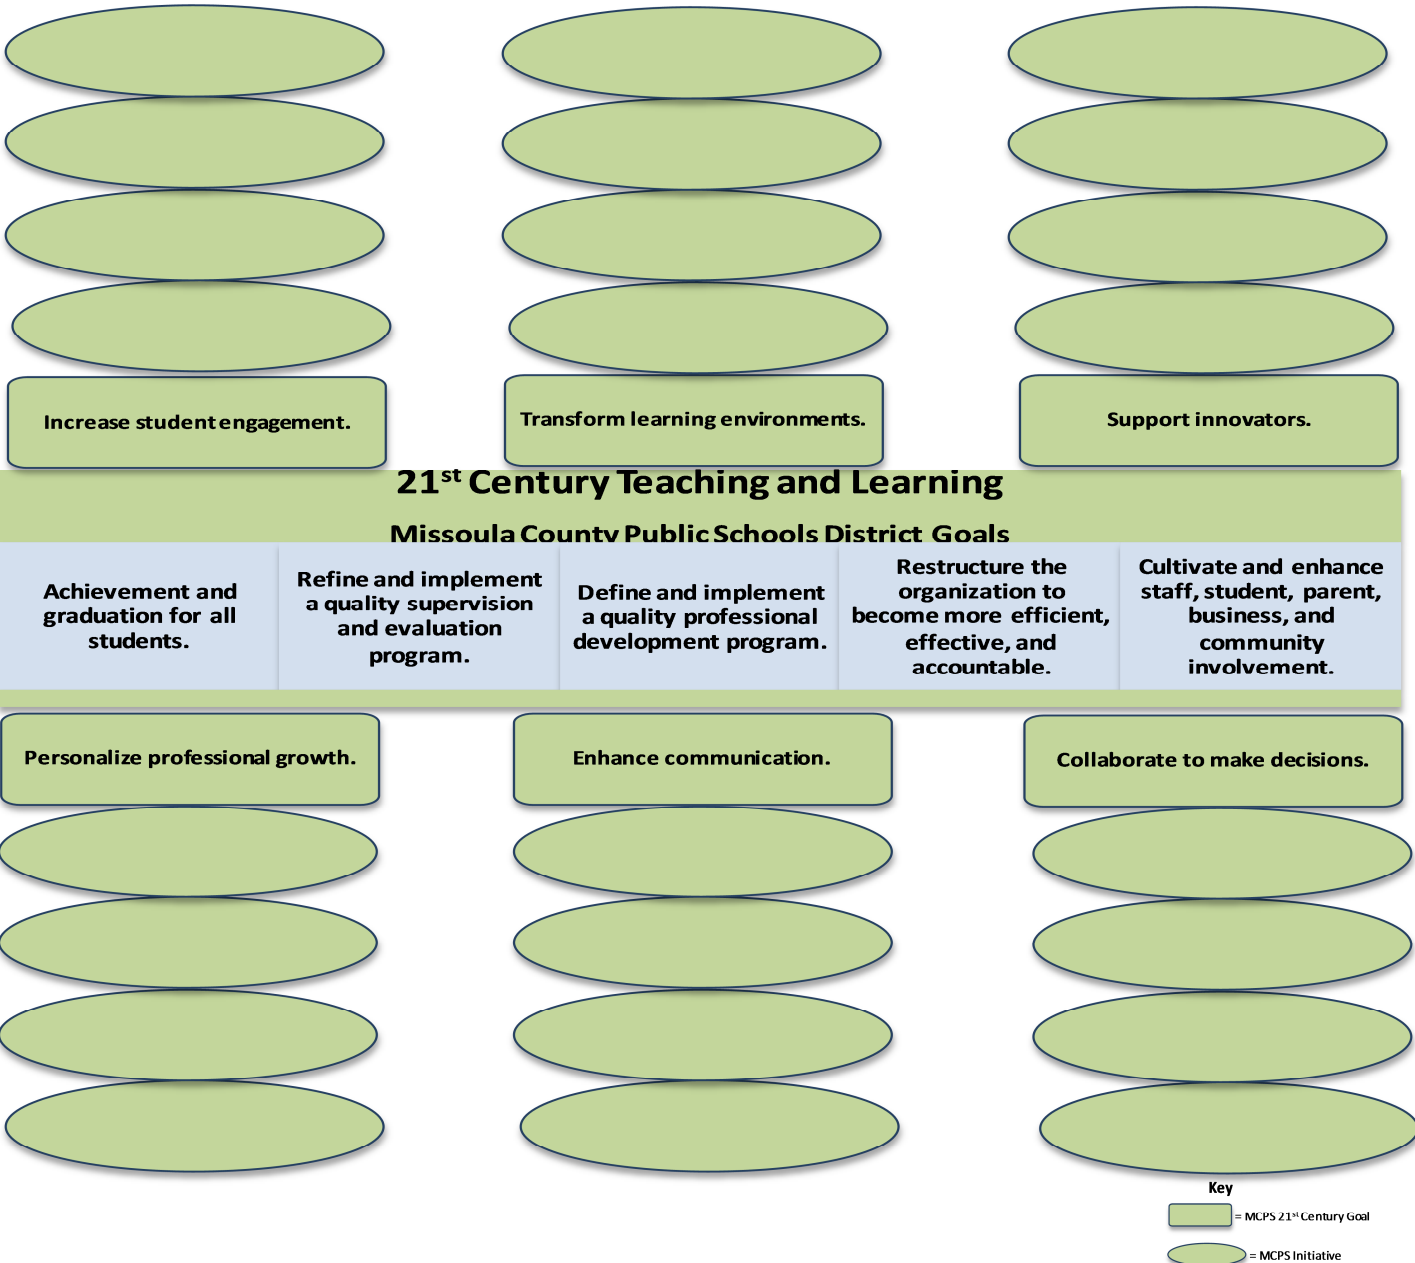 Increase student engagement.
Transform learning environments.
Support innovators.
21st Century Teaching and Learning
Missoula County Public Schools District Goals
Achievement and
graduation for all
students.
Refine and implement
a quality supervision
and evaluation
program.
Define and implement
a quality professional
development program.
Restructure the
organization to
become more efficient,
effective, and
accountable.
Cultivate and enhance
staff, student, parent,
business, and
community
involvement.
Personalize professional growth.
Enhance communication.
Collaborate to make decisions.
Key
= MCPS 21st Century Goal
= MCPS Initiative